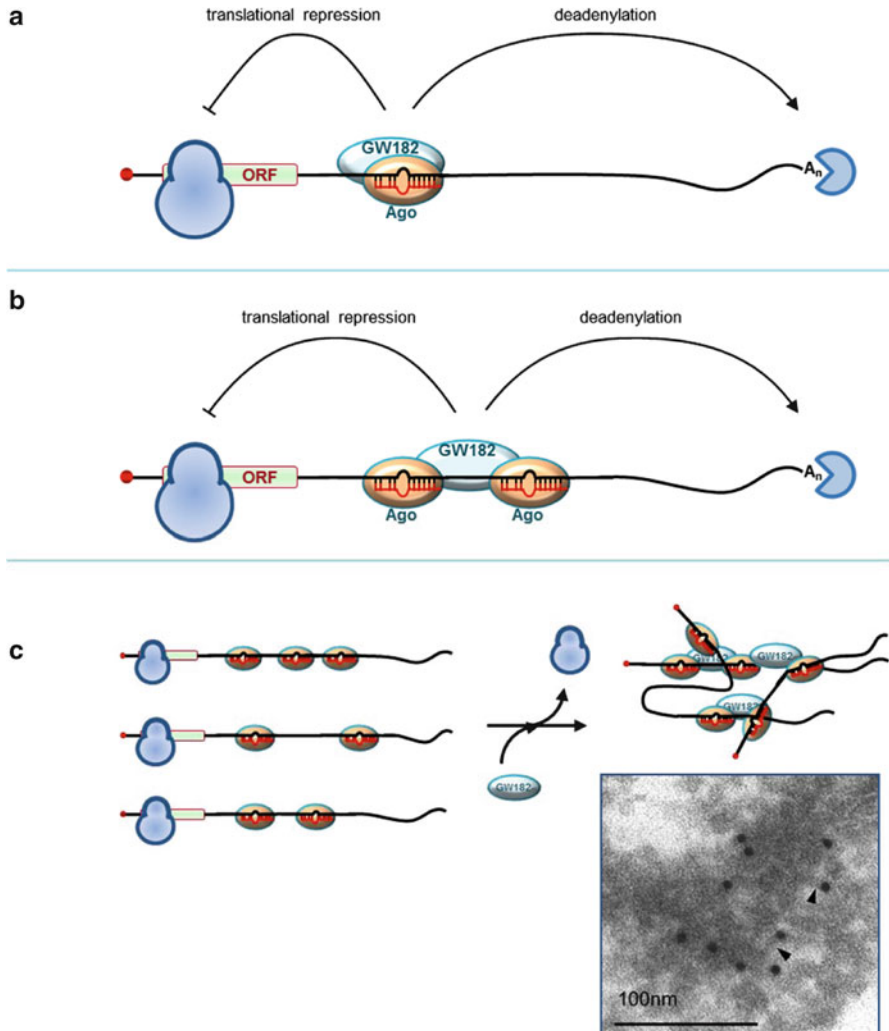 a
translational repression
deadenylation
GW182
ORF
Ago
An
b
translational repression
deadenylation
GW182
ORF
Ago
Ago
An
c
GW182
GW182
GW182
GW182
100nm